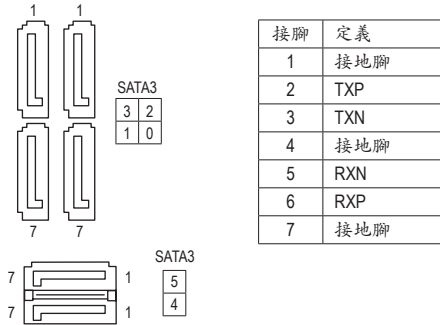 1 1
SATA3
3 2
1 0
7 7
SATA3
7 1
5
4
7 1
接腳 定義
1 接地腳
2 TXP
3 TXN
4 接地腳
5 RXN
6 RXP
7 接地腳